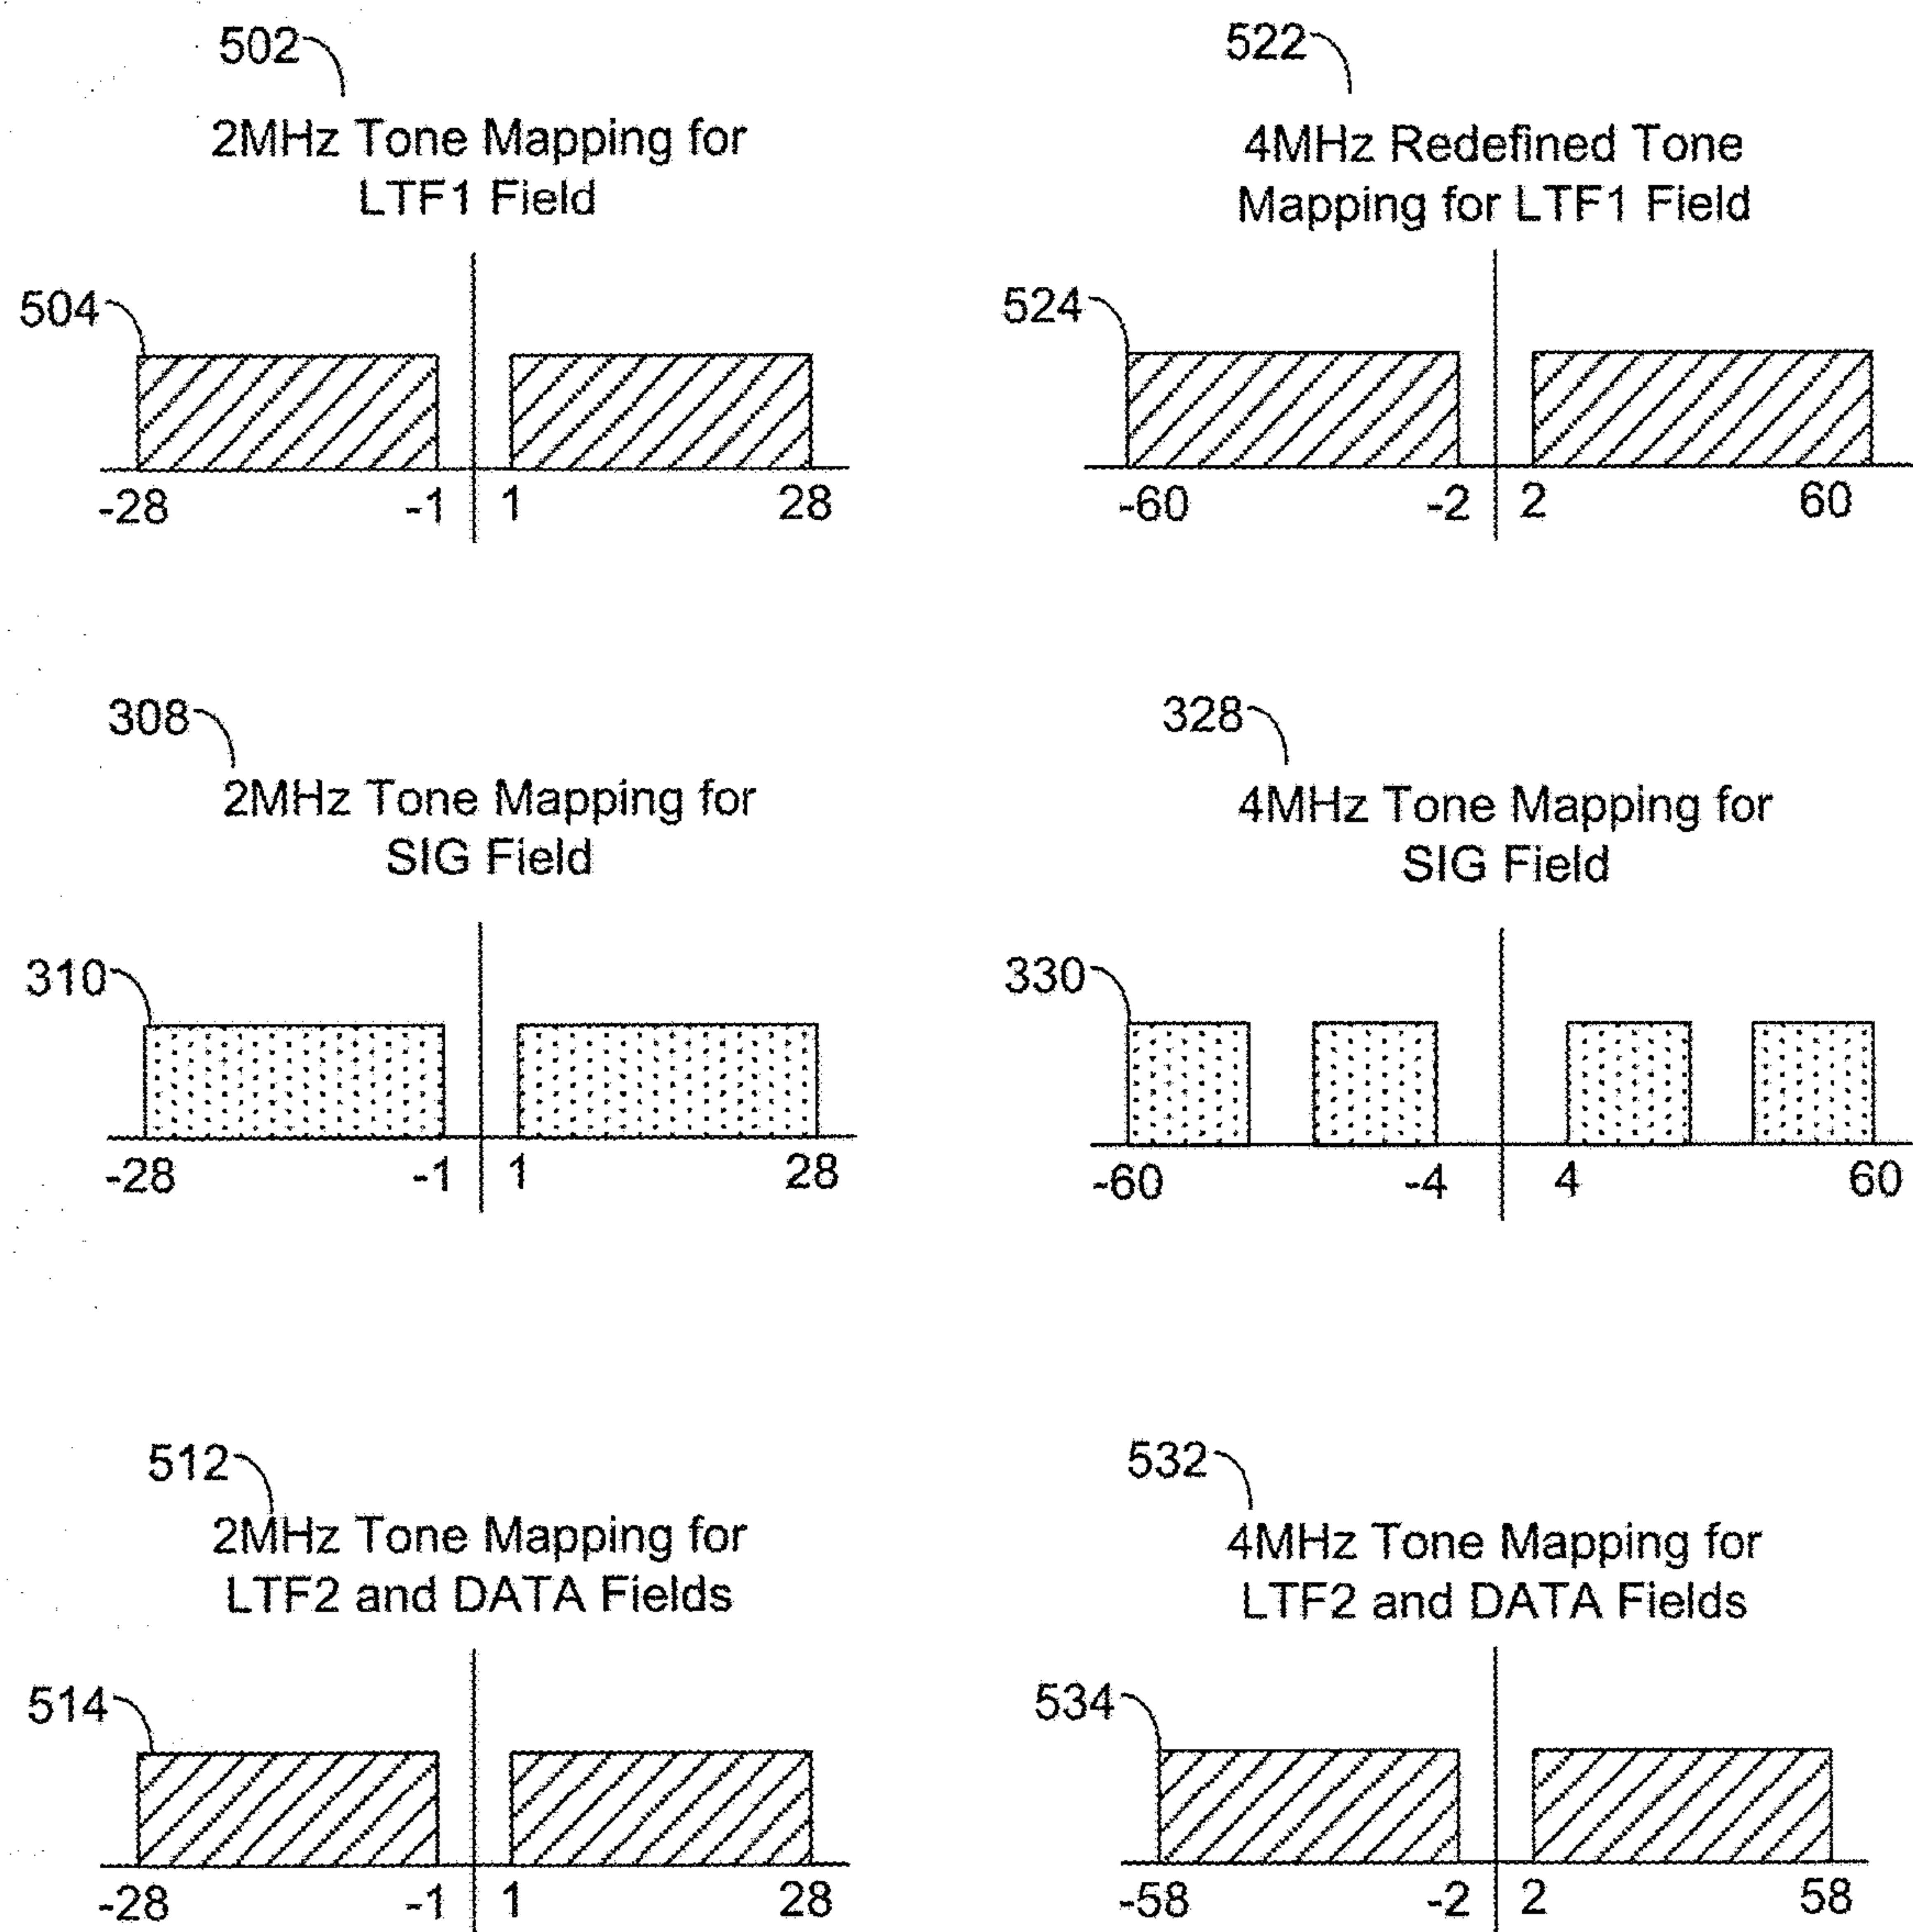 502
2MHz Tone Mapping for
LTF1 Field
504
-28 -1 1 28
522
4MHz Redefined Tone
Mapping for LTF1 Field
524
-60 -2 2 60
308
2MHz Tone Mapping for
SIG Field
310
-28 -1 1 28
328
4MHz Tone Mapping for
SIG Field
330
-60 -4 4 60
512
2MHz Tone Mapping for
LTF2 and DATA Fields
514
-28 -1 1 28
532
4MHz Tone Mapping for
LTF2 and DATA Fields
534
-58 -2 2 58